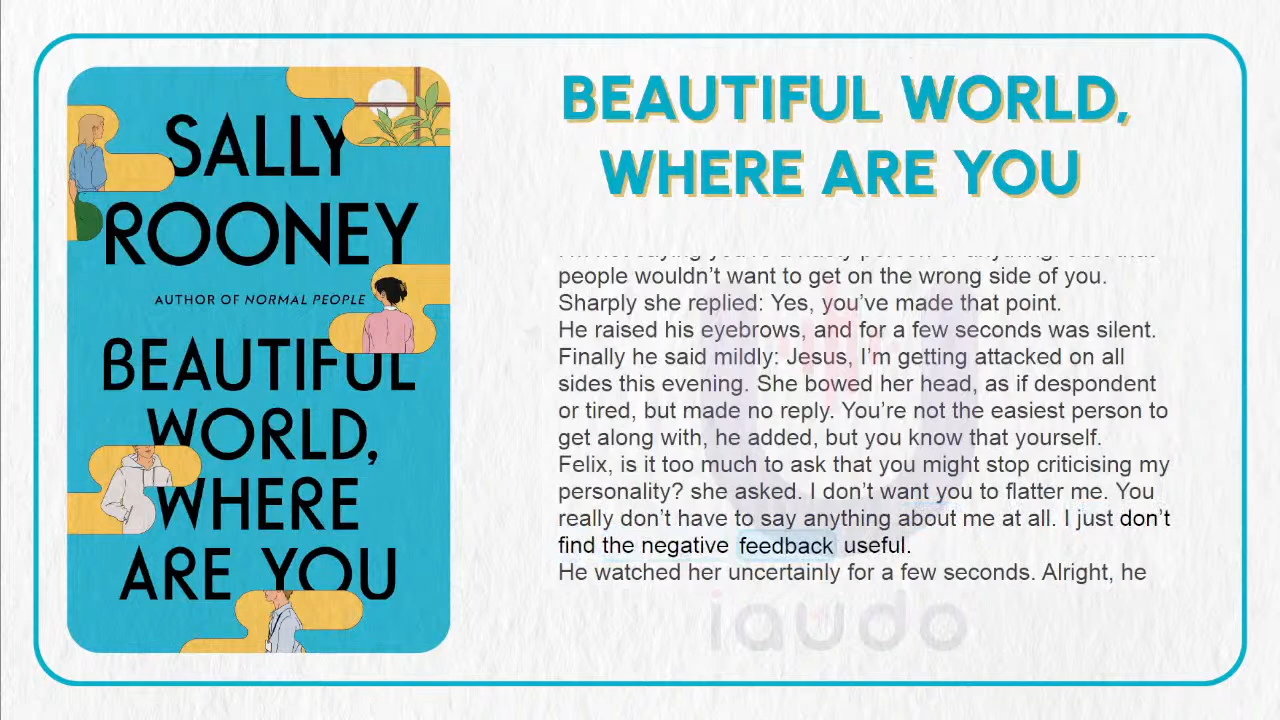 SALLY
ROONEY
AUTHOR OF NORMAL PEOPLE
BEAUTIFUL
WORLD,
WHERE
ARE YOU
BEAUTIFUL WORLD,
WHERE ARE YOU
people wouldn’t want to get on the wrong side of you.
Sharply she replied: Yes, you’ve made that point.
He raised his eyebrows, and for a few seconds was silent.
Finally he said mildly: Jesus, I’m getting attacked on all
sides this evening. She bowed her head, as if despondent
or tired, but made no reply. You’re not the easiest person to
get along with, he added, but you know that yourself.
Felix, is it too much to ask that you might stop criticising my
personality? she asked. I don’t want you to flatter me. You
really don’t have to say anything about me at all. I just don’t
find the negative feedback useful.
He watched her uncertainly for a few seconds. Alright, he
iaudo